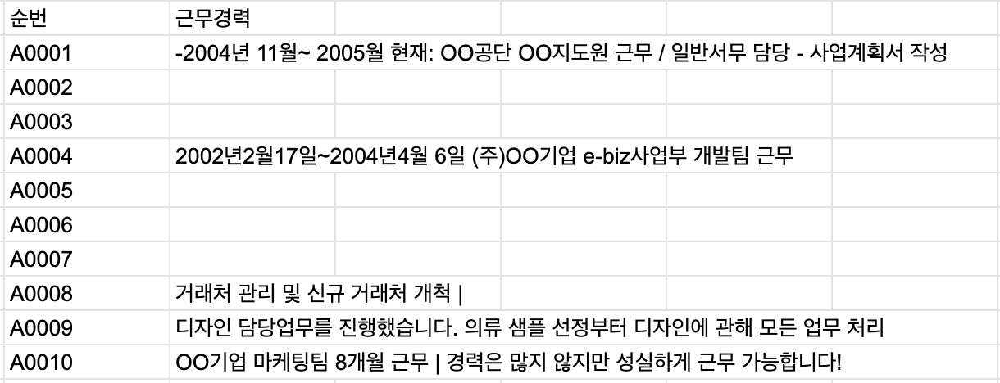 순번 근무경력
A0001 -2004년 11월~ 2005월 현재: OO공단 OO지도원 근무 / 일반서무 담당 - 사업계획서 작성
A0002
A0003
A0004 2002년2월17일~2004년4월 6일 (주)OO기업 e-biz사업부 개발팀 근무
A0005
A0006
A0007
A0008 거래처 관리 및 신규 거래처 개척 |
A0009 디자인 담당업무를 진행했습니다. 의류 샘플 선정부터 디자인에 관해 모든 업무 처리
A0010 OO기업 마케팅팀 8개월 근무 | 경력은 많지 않지만 성실하게 근무 가능합니다!